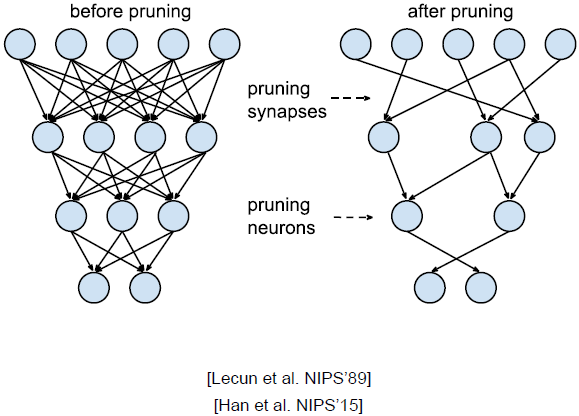 before pruning
after pruning
pruning
synapses
pruning
neurons
[Lecun et al. NIPS'89]
[Han et al. NIPS'15]